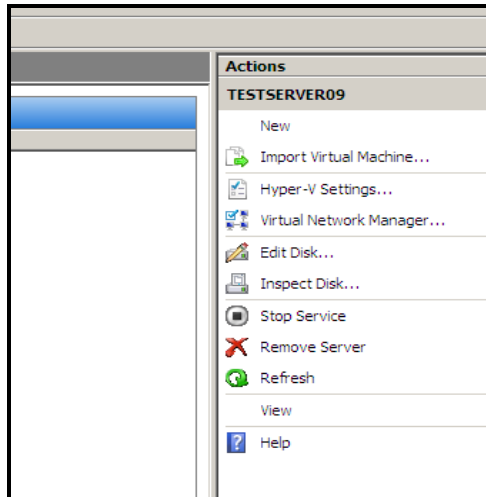 Actions
TESTSERVER09
New
Import Virtual Machine...
Hyper-V Settings...
Virtual Network Manager...
Edit Disk...
Inspect Disk...
Stop Service
Remove Server
Refresh
View
Help